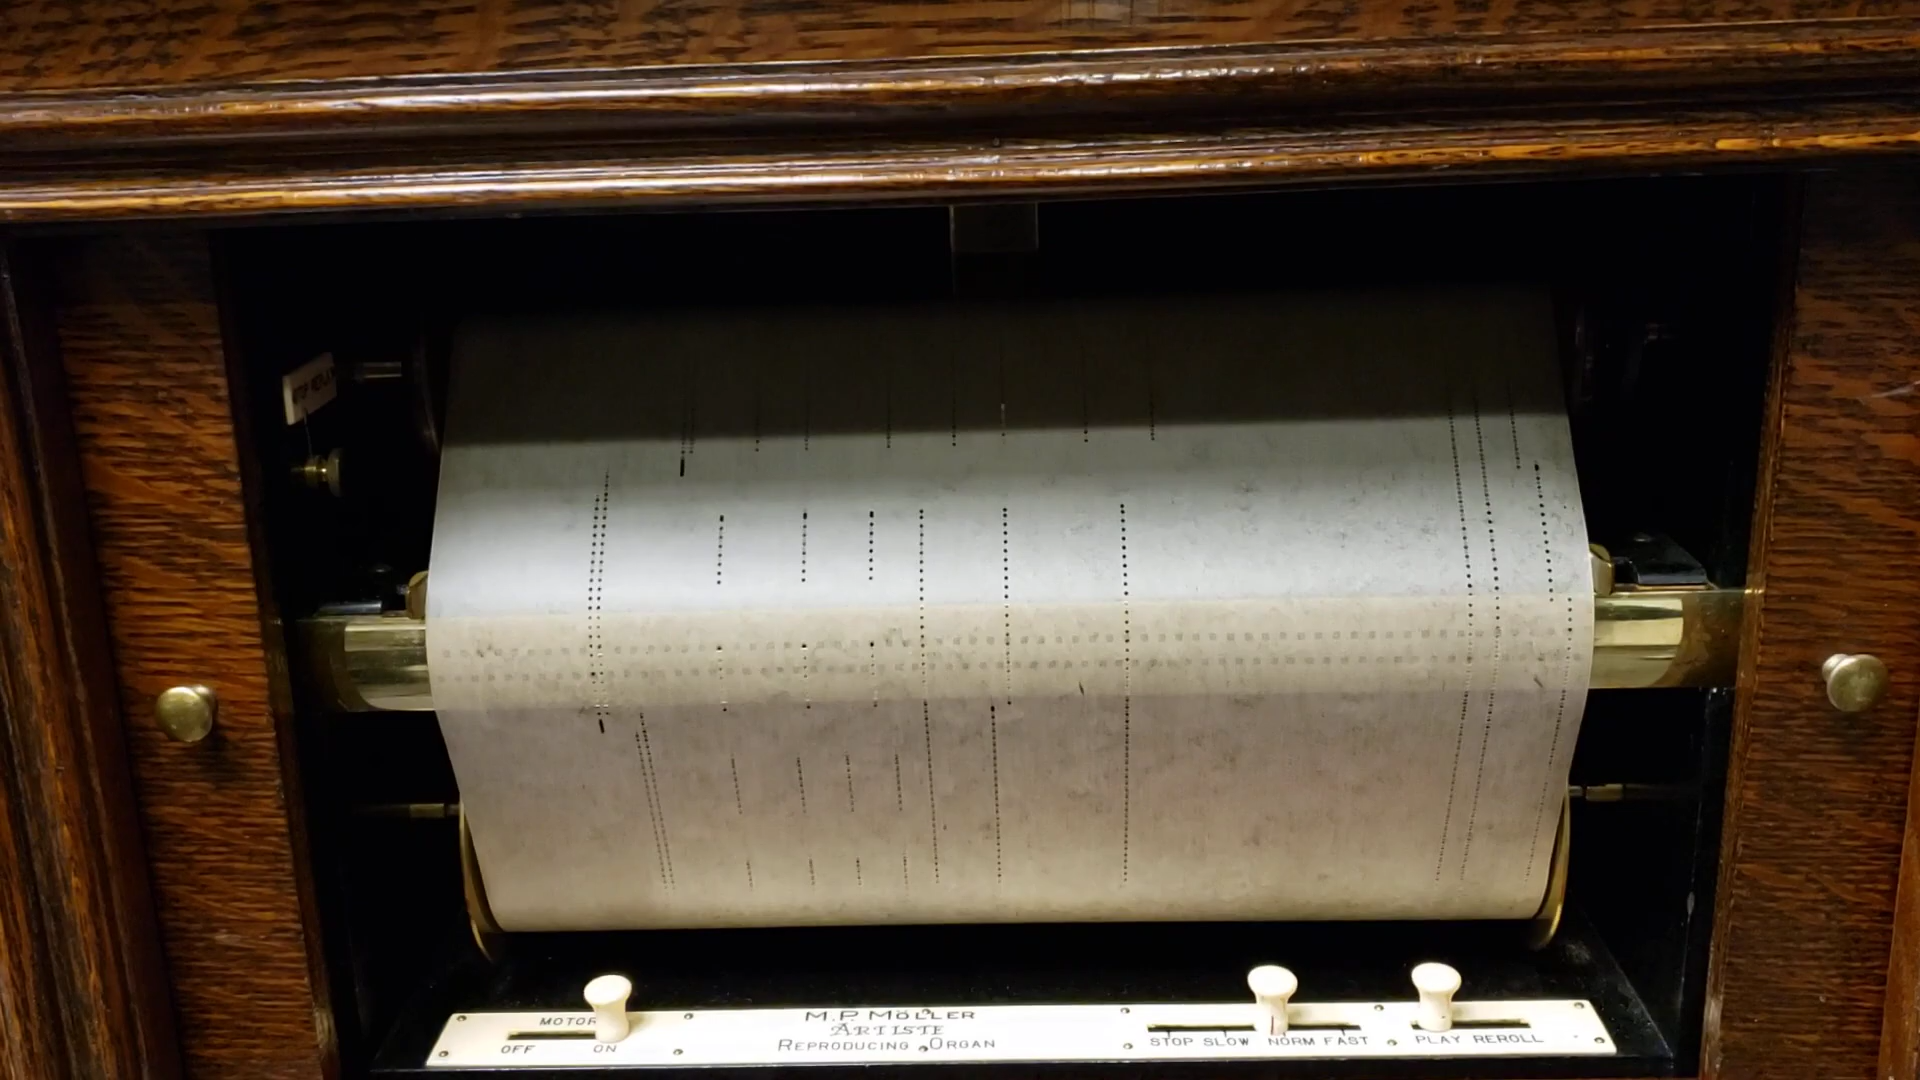 MOTOR
OFF ON
M.P. MÖLLER
ARTISTE
REPRODUCING ORGAN
STOP SLOW NORM FAST
PLAY REROLL